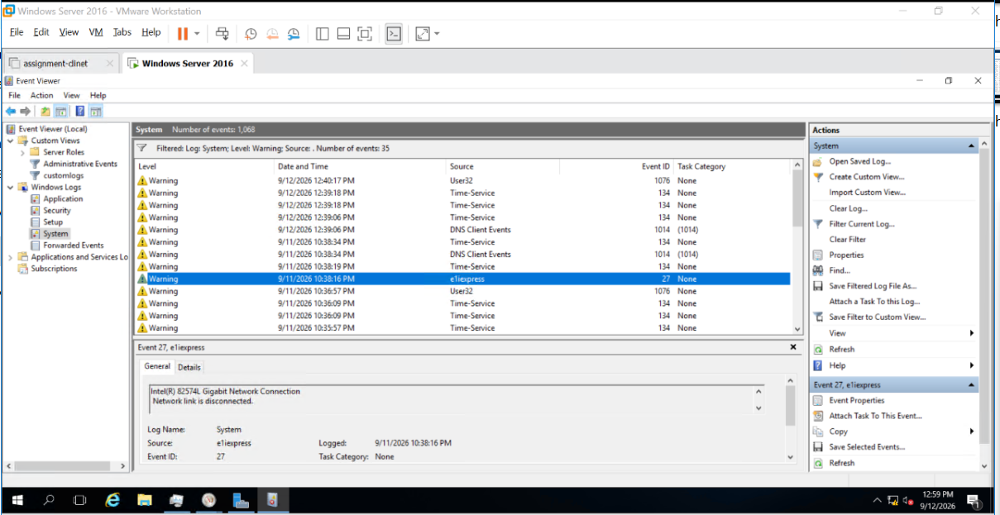 Windows Server 2016 - VMware Workstation
File Edit View VM Tabs Help
assignment-dinet
Windows Server 2016
Event Viewer
File Action View Help
Event Viewer (Local)
Custom Views
Server Roles
Administrative Events
customlogs
Windows Logs
Application
Security
Setup
System
Forwarded Events
Applications and Services Lo
Subscriptions
System Number of events: 1,068
Filtered: Log: System; Level: Warning; Source: . Number of events: 35
Level Date and Time Source Event ID Task Category
Warning 9/12/2026 12:40:17 PM User32 1076 None
Warning 9/12/2026 12:39:18 PM Time-Service 134 None
Warning 9/12/2026 12:39:18 PM Time-Service 134 None
Warning 9/12/2026 12:39:06 PM Time-Service 134 None
Warning 9/12/2026 12:39:06 PM DNS Client Events 1014 (1014)
Warning 9/11/2026 10:38:34 PM Time-Service 134 None
Warning 9/11/2026 10:38:34 PM DNS Client Events 1014 (1014)
Warning 9/11/2026 10:38:19 PM Time-Service 134 None
Warning 9/11/2026 10:38:16 PM e1iexpress 27 None
Warning 9/11/2026 10:36:57 PM User32 1076 None
Warning 9/11/2026 10:36:09 PM Time-Service 134 None
Warning 9/11/2026 10:36:09 PM Time-Service 134 None
Warning 9/11/2026 10:35:57 PM Time-Service 134 None
Event 27, e1iexpress
General Details
Intel(R) 82574L Gigabit Network Connection
Network link is disconnected.
Log Name: System
Source: e1iexpress Logged: 9/11/2026 10:38:16 PM
Event ID: 27 Task Category: None
Actions
System
Open Saved Log...
Create Custom View...
Import Custom View...
Clear Log...
Filter Current Log...
Clear Filter
Properties
Find...
Save Filtered Log File As...
Attach a Task To this Log...
Save Filter to Custom View...
View
Refresh
Help
Event 27, e1iexpress
Event Properties
Attach Task To This Event...
Copy
Save Selected Events...
Refresh
12:59 PM
9/12/2026
1